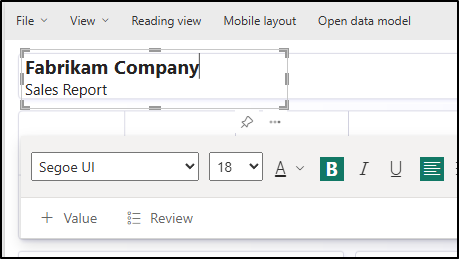 File View Reading view Mobile layout Open data model
Fabrikam Company
Sales Report
Segoe UI 18 A B I U
+ Value Review